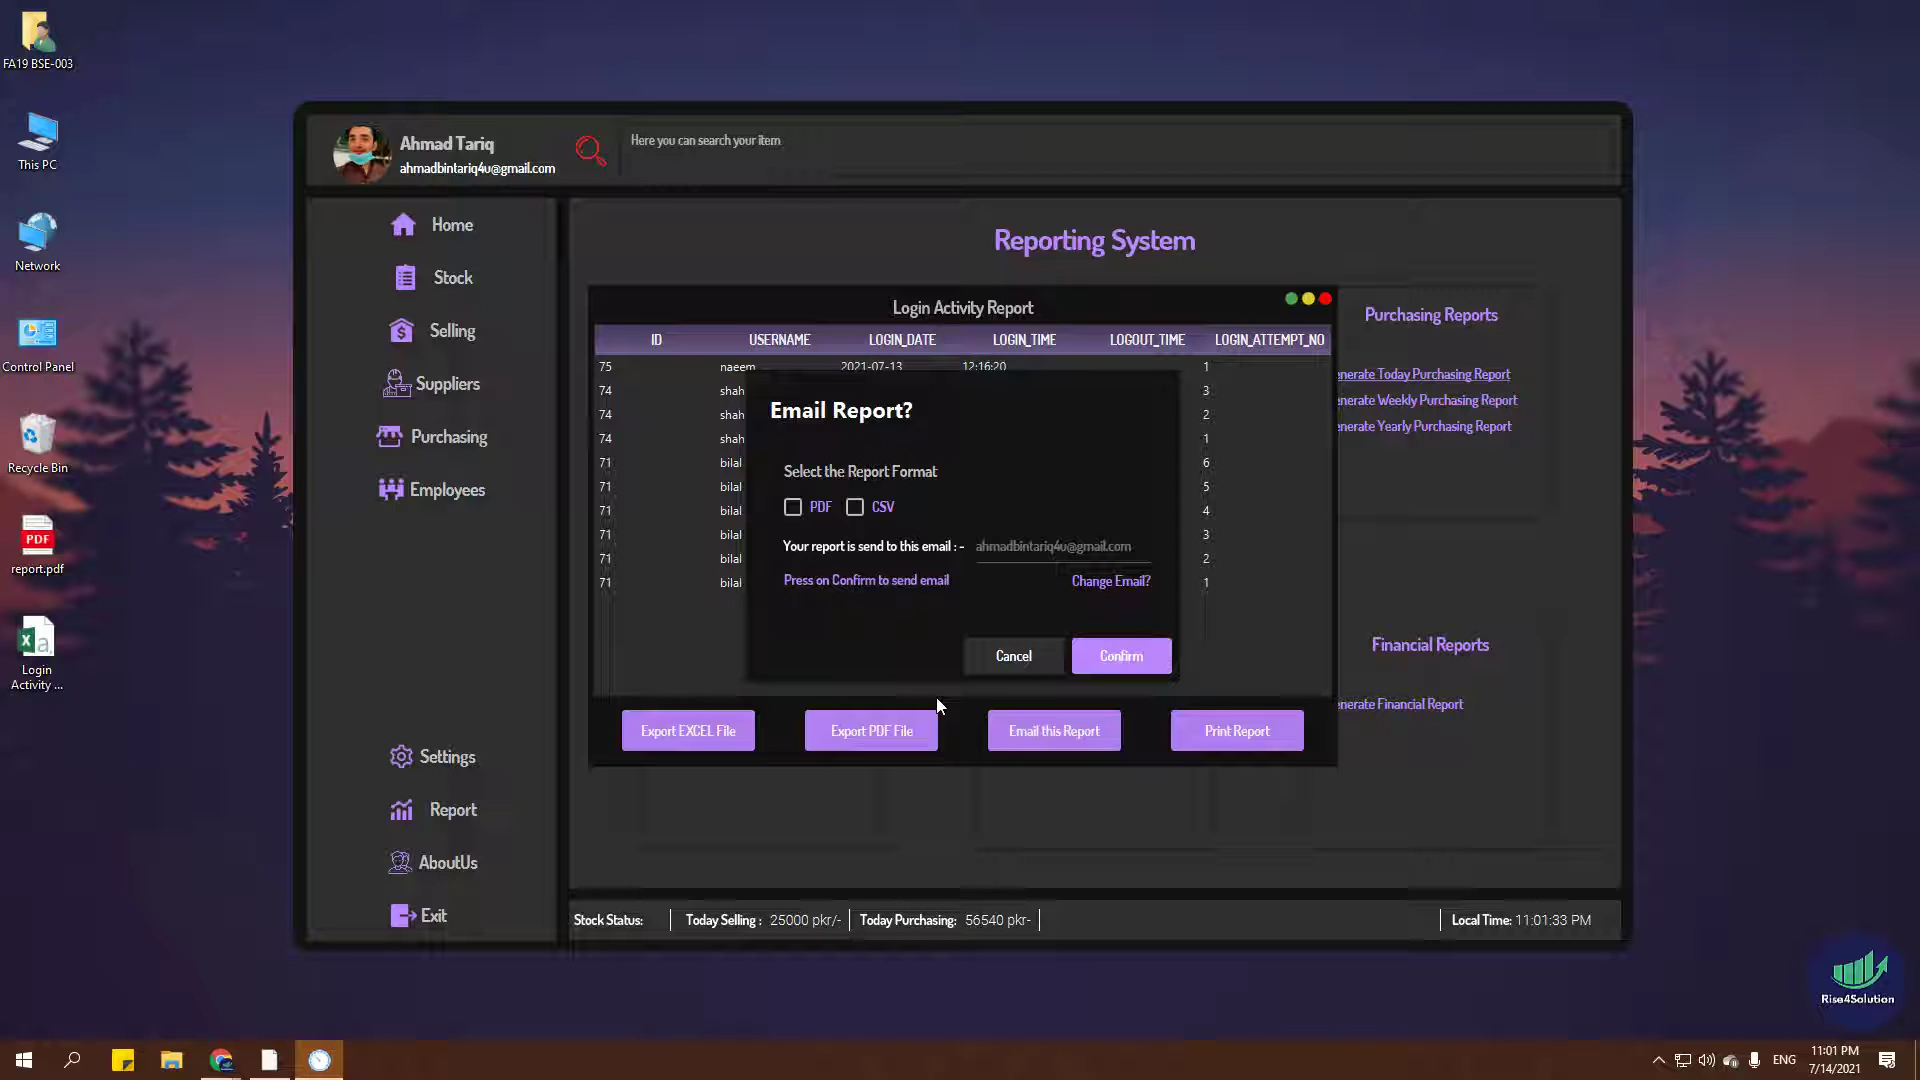 FA19 BSE-003
This PC
Network
Control Panel
Recycle Bin
PDF
report.pdf
Login
Activity ...
Ahmad Tariq
ahmadbintariq4u@gmail.com
Here you can search your item
Home
Stock
Selling
Suppliers
Purchasing
Employees
Settings
Report
AboutUs
Exit
Reporting System
Login Activity Report
ID USERNAME LOGIN_DATE LOGIN_TIME LOGOUT_TIME LOGIN_ATTEMPT_NO
75 naeem 2021-07-13 12:16:20 1
74 shah 3
74 shah 2
74 shah 1
71 bilal 6
71 bilal 5
71 bilal 4
71 bilal 3
71 bilal 2
71 bilal 1
Email Report?
Select the Report Format
PDF CSV
Your report is send to this email : - ahmadbintariq4u@gmail.com
Press on Confirm to send email Change Email?
Cancel Confirm
Export EXCEL File Export PDF File Email this Report Print Report
Purchasing Reports
enerate Today Purchasing Report
enerate Weekly Purchasing Report
enerate Yearly Purchasing Report
Financial Reports
enerate Financial Report
Stock Status: Today Selling : 25000 pkr/- Today Purchasing: 56540 pkr- Local Time: 11:01:33 PM
Rise4Solution
ENG
11:01 PM
7/14/2021